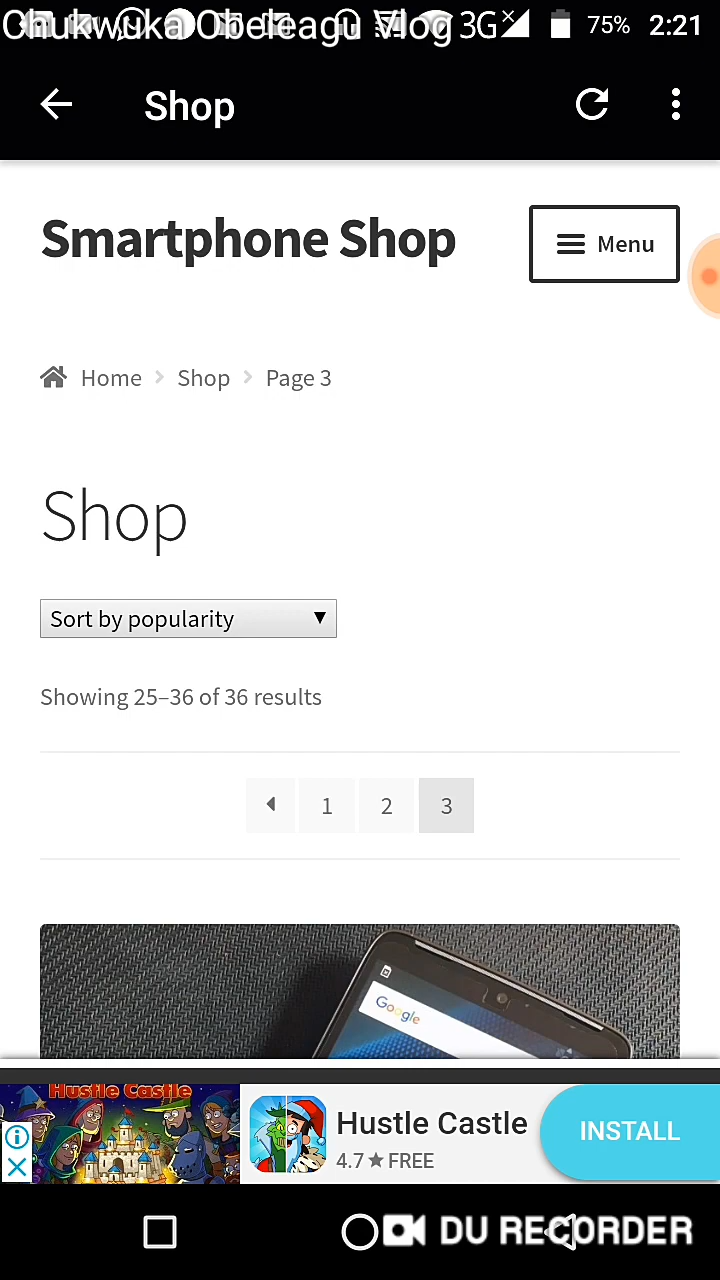 Chukwuka Obeleagu Vlog 3G 75% 2:21
Shop
Smartphone Shop
Menu
Home Shop Page 3
Shop
Sort by popularity
Showing 25–36 of 36 results
1 2 3
Google
Hustle Castle
Hustle Castle
4.7★FREE
INSTALL
DU RECORDER